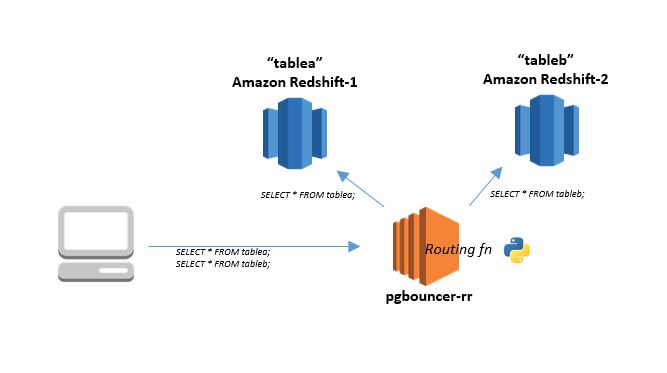 “tablea”
Amazon Redshift-1
“tableb”
Amazon Redshift-2
SELECT * FROM tablea;
SELECT * FROM tableb;
SELECT * FROM tablea;
SELECT * FROM tableb;
Routing fn
pgbouncer-rr